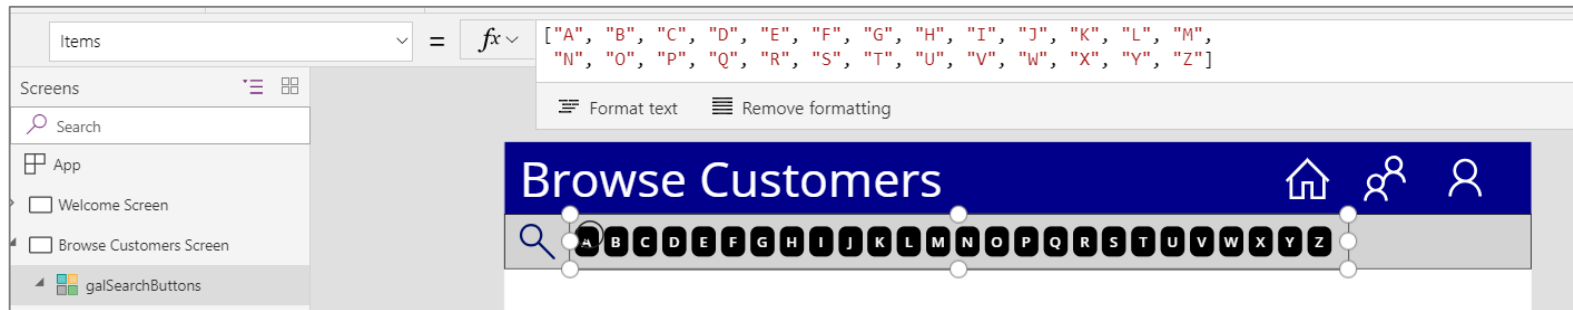 Items = fx ["A", "B", "C", "D", "E", "F", "G", "H", "I", "J", "K", "L", "M",
"N", "O", "P", "Q", "R", "S", "T", "U", "V", "W", "X", "Y", "Z"]
Format text Remove formatting
Screens
Search
App
Welcome Screen
Browse Customers Screen
galSearchButtons
Browse Customers
A B C D E F G H I J K L M N O P Q R S T U V W X Y Z